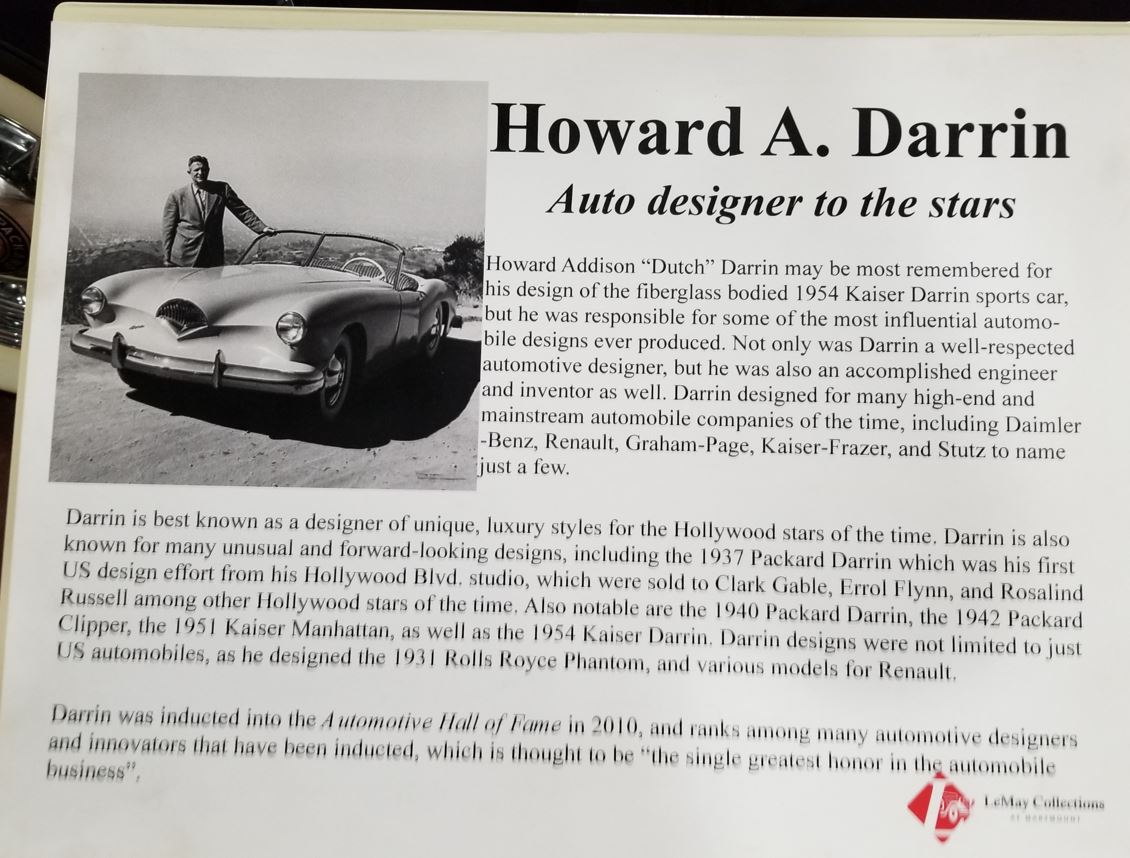 Howard A. Darrin
Auto designer to the stars
Howard Addison “Dutch” Darrin may be most remembered for
his design of the fiberglass bodied 1954 Kaiser Darrin sports car,
but he was responsible for some of the most influential automo-
bile designs ever produced. Not only was Darrin a well-respected
automotive designer, but he was also an accomplished engineer
and inventor as well. Darrin designed for many high-end and
mainstream automobile companies of the time, including Daimler
-Benz, Renault, Graham-Page, Kaiser-Frazer, and Stutz to name
just a few.
Darrin is best known as a designer of unique, luxury styles for the Hollywood stars of the time. Darrin is also
known for many unusual and forward-looking designs, including the 1937 Packard Darrin which was his first
US design effort from his Hollywood Blvd. studio, which were sold to Clark Gable, Errol Flynn, and Rosalind
Russell among other Hollywood stars of the time. Also notable are the 1940 Packard Darrin, the 1942 Packard
Clipper, the 1951 Kaiser Manhattan, as well as the 1954 Kaiser Darrin. Darrin designs were not limited to just
US automobiles, as he designed the 1931 Rolls Royce Phantom, and various models for Renault.
Darrin was inducted into the Automotive Hall of Fame in 2010, and ranks among many automotive designers
and innovators that have been inducted, which is thought to be “the single greatest honor in the automobile
business”.
LeMay Collections
AT MARYMOUNT